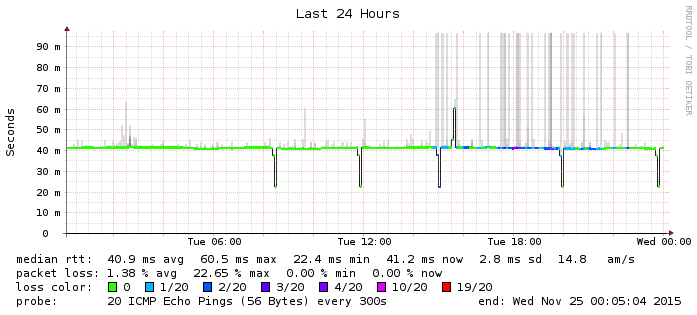 Last 24 Hours
RRDTOOL / TOBI OETIKER
Seconds
90 m
80 m
70 m
60 m
50 m
40 m
30 m
20 m
10 m
0
Tue 06:00 Tue 12:00 Tue 18:00 Wed 00:00
median rtt: 40.9 ms avg 60.5 ms max 22.4 ms min 41.2 ms now 2.8 ms sd 14.8 am/s
packet loss: 1.38 % avg 22.65 % max 0.00 % min 0.00 % now
loss color: 0 1/20 2/20 3/20 4/20 10/20 19/20
probe: 20 ICMP Echo Pings (56 Bytes) every 300s end: Wed Nov 25 00:05:04 2015